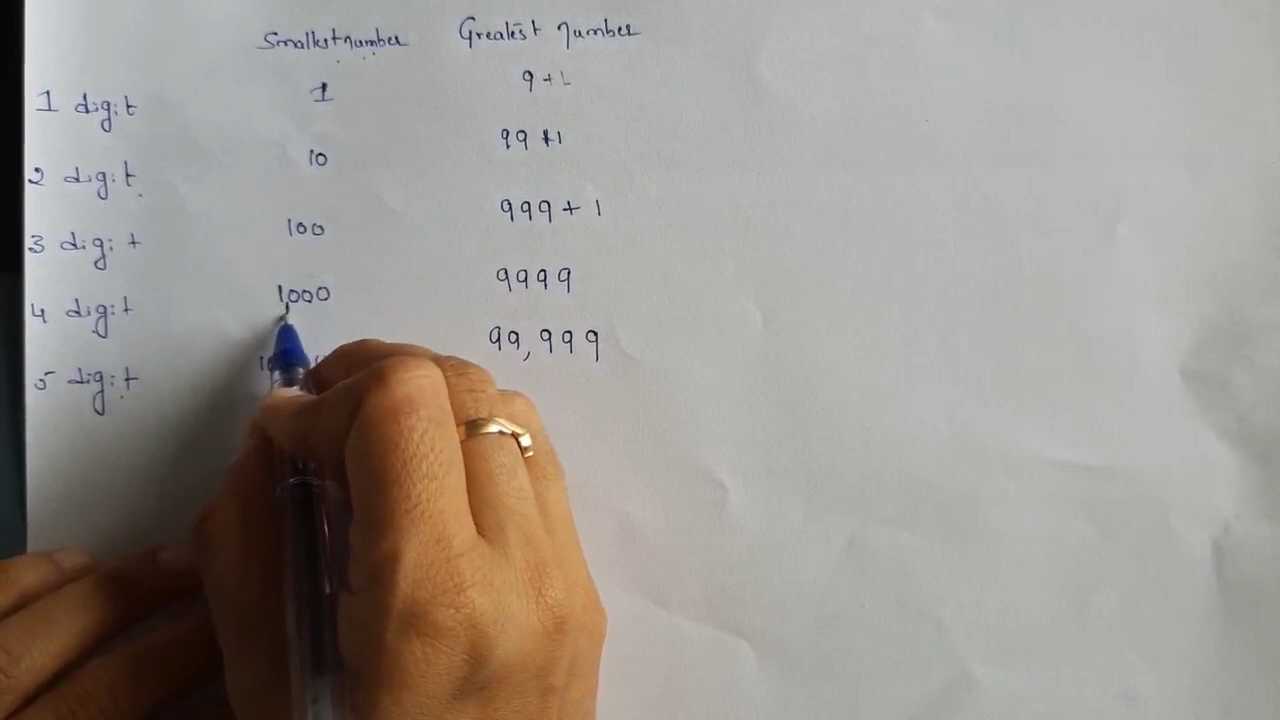 Smallest number Greatest number
1 digit 1 9 + 1
2 digit 10 99 + 1
3 digit 100 999 + 1
4 digit 1000 9999
5 digit 99,999